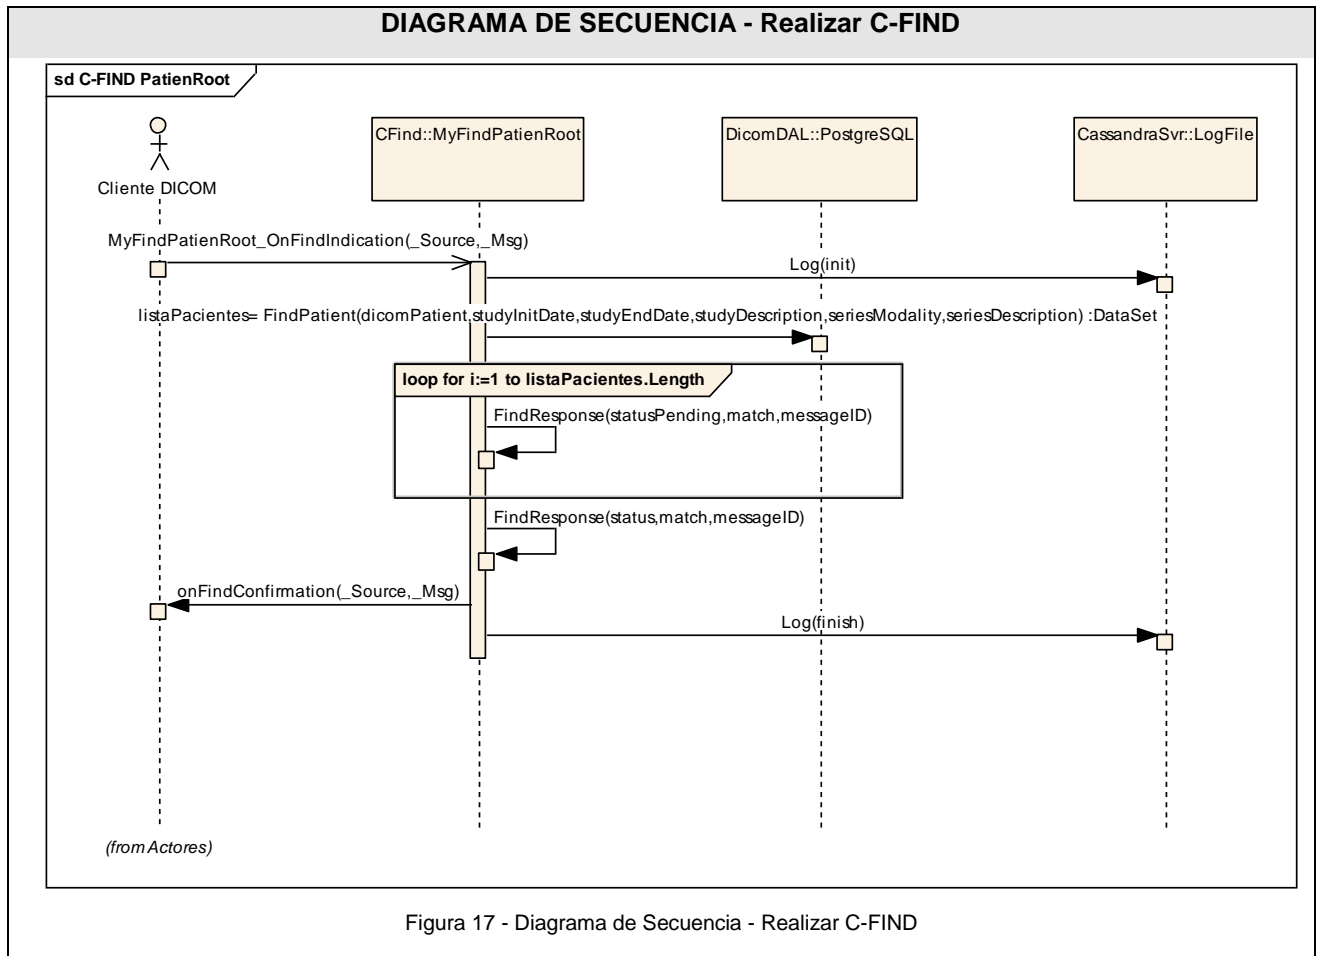 DIAGRAMA DE SECUENCIA - Realizar C-FIND
sd C-FIND PatienRoot
CFind::MyFindPatienRoot
DicomDAL::PostgreSQL
CassandraSvr::LogFile
Cliente DICOM
MyFindPatienRoot_OnFindIndication(_Source,_Msg)
Log(init)
listaPacientes= FindPatient(dicomPatient,studyInitDate,studyEndDate,studyDescription,seriesModality,seriesDescription) :DataSet
loop for i:=1 to listaPacientes.Length
FindResponse(statusPending,match,messageID)
FindResponse(status,match,messageID)
onFindConfirmation(_Source,_Msg)
Log(finish)
(from Actores)
Figura 17 - Diagrama de Secuencia - Realizar C-FIND